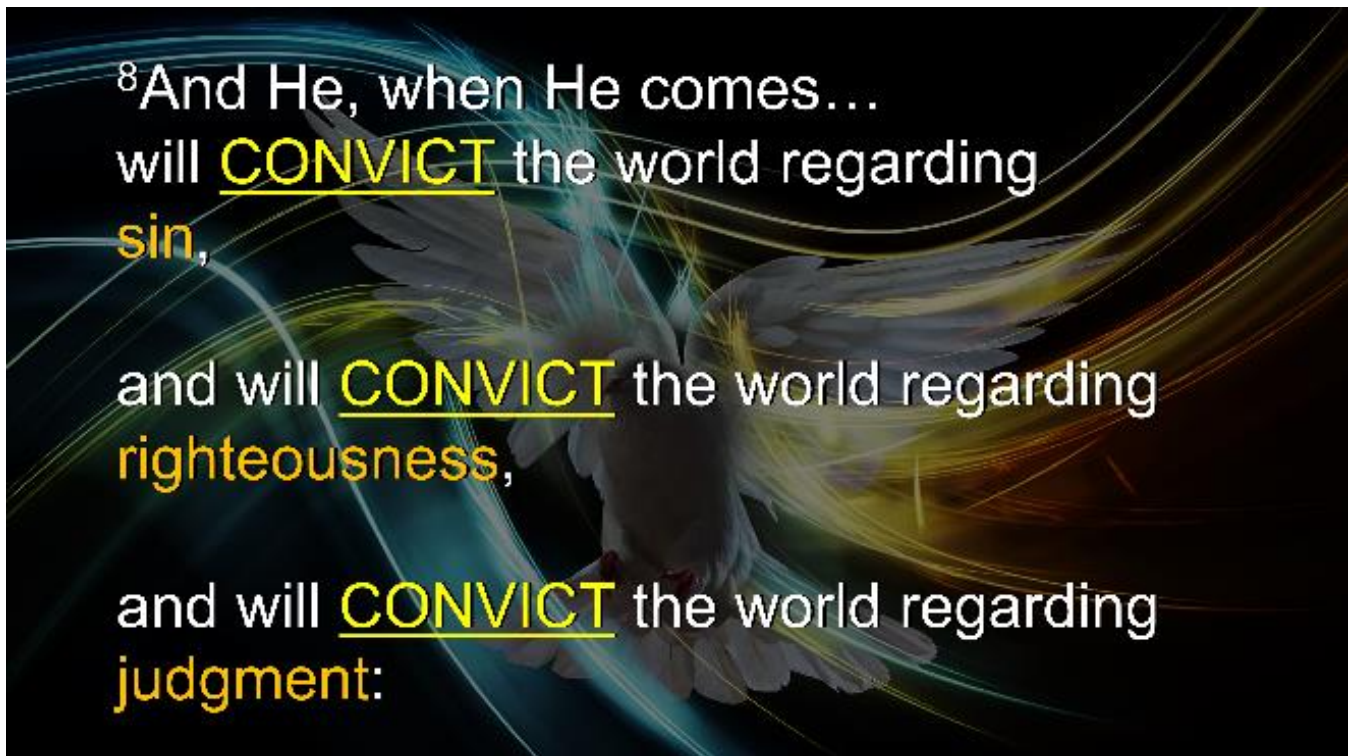 ⁸And He, when He comes…
will CONVICT the world regarding
sin,
and will CONVICT the world regarding
righteousness,
and will CONVICT the world regarding
judgment: